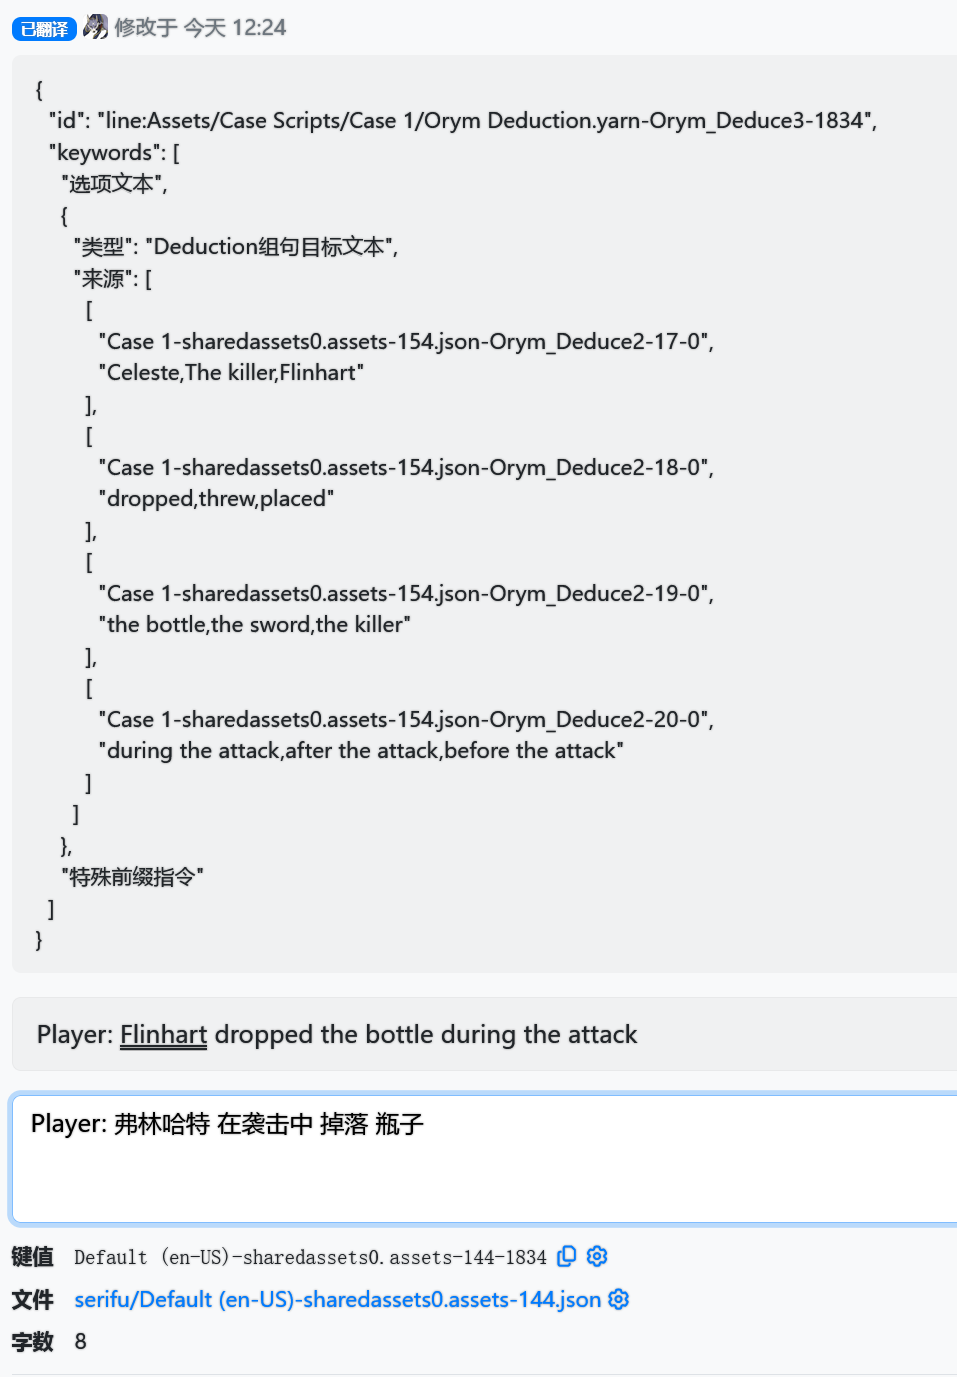 已翻译 修改于 今天 12:24
{
"id": "line:Assets/Case Scripts/Case 1/Orym Deduction.yarn-Orym_Deduce3-1834",
"keywords": [
"选项文本",
{
"类型": "Deduction组句目标文本",
"来源": [
[
"Case 1-sharedassets0.assets-154.json-Orym_Deduce2-17-0",
"Celeste,The killer,Flinhart"
],
[
"Case 1-sharedassets0.assets-154.json-Orym_Deduce2-18-0",
"dropped,threw,placed"
],
[
"Case 1-sharedassets0.assets-154.json-Orym_Deduce2-19-0",
"the bottle,the sword,the killer"
],
[
"Case 1-sharedassets0.assets-154.json-Orym_Deduce2-20-0",
"during the attack,after the attack,before the attack"
]
]
},
"特殊前缀指令"
]
}
Player: Flinhart dropped the bottle during the attack
Player: 弗林哈特 在袭击中 掉落 瓶子
键值 Default (en-US)-sharedassets0.assets-144-1834
文件 serifu/Default (en-US)-sharedassets0.assets-144.json
字数 8